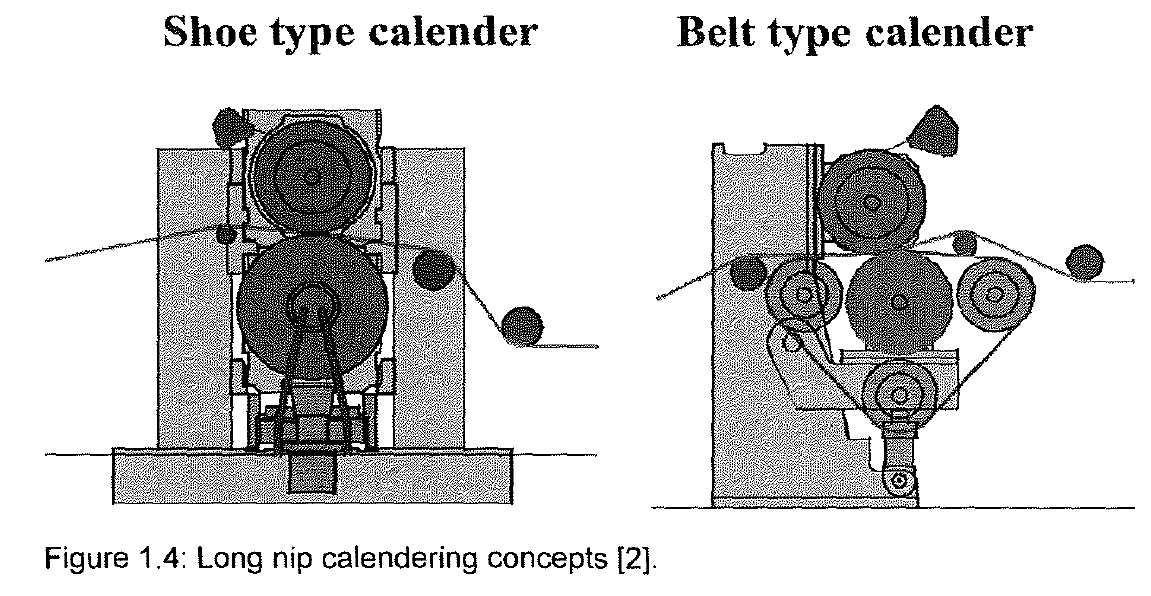 Shoe type calender
Belt type calender
Figure 1.4: Long nip calendering concepts [2].